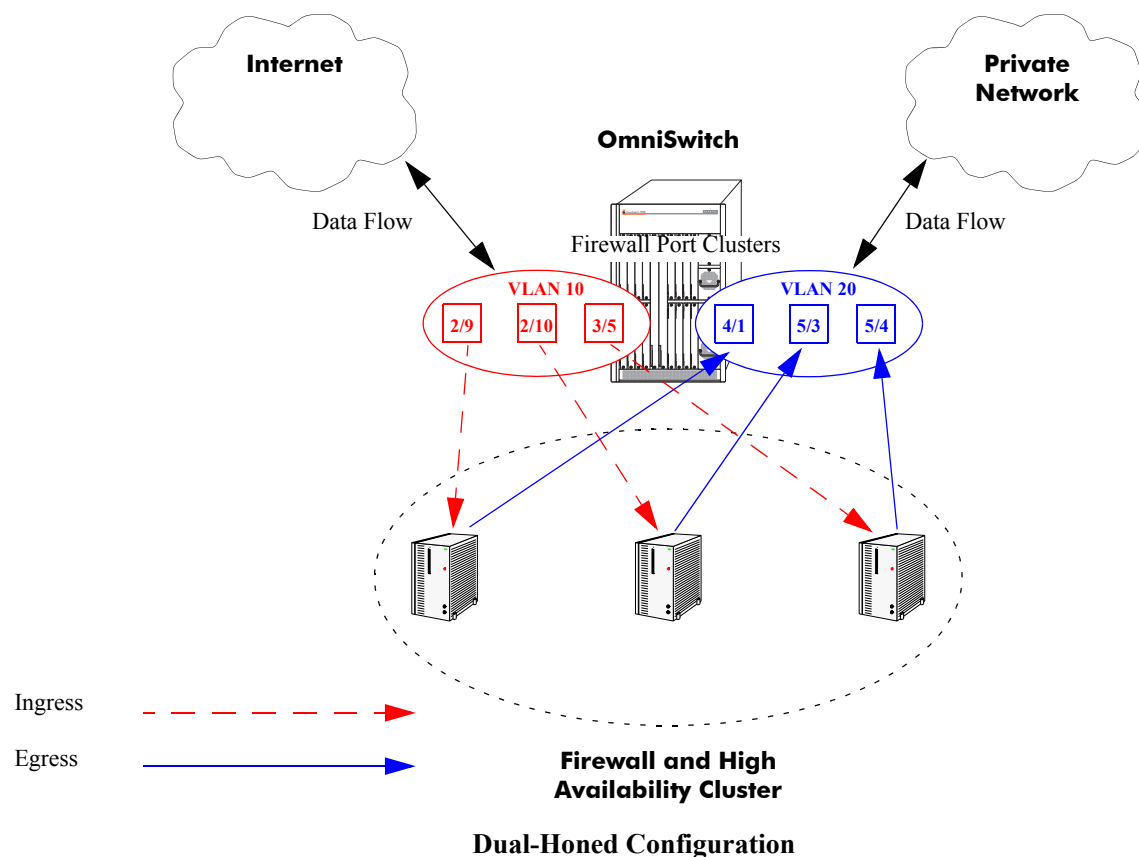 Internet
Private
Network
OmniSwitch
Data Flow
Data Flow
Firewall Port Clusters
VLAN 10
VLAN 20
2/9
2/10
3/5
4/1
5/3
5/4
Ingress
Egress
Firewall and High
Availability Cluster
Dual-Honed Configuration